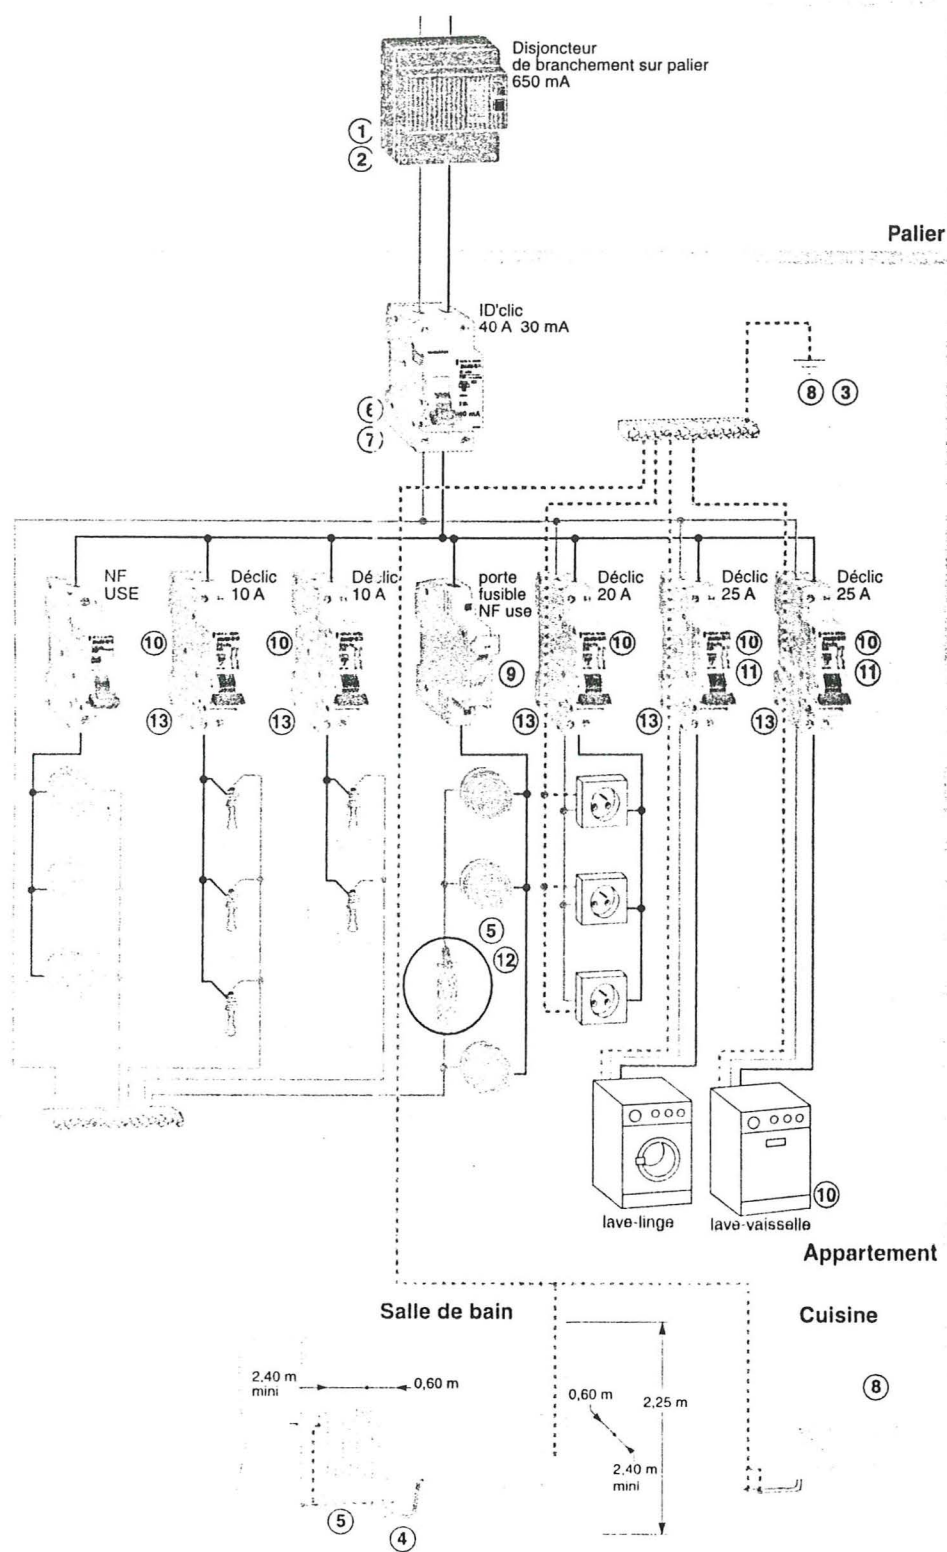 Disjoncteur
de branchement sur palier
650 mA
1
2
Palier
ID'clic
40 A 30 mA
8 3
6
7
NF
USE
Déclic
10 A
Déclic
10 A
porte
fusible
NF use
Déclic
20 A
Déclic
25 A
Déclic
25 A
10
10
9
10
10
11
10
11
13
13
13
13
13
5
12
10
lave-linge
lave-vaisselle
Appartement
Salle de bain
Cuisine
2,40 m
mini
0,60 m
0,60 m
2,25 m
8
2,40 m
mini
5
4